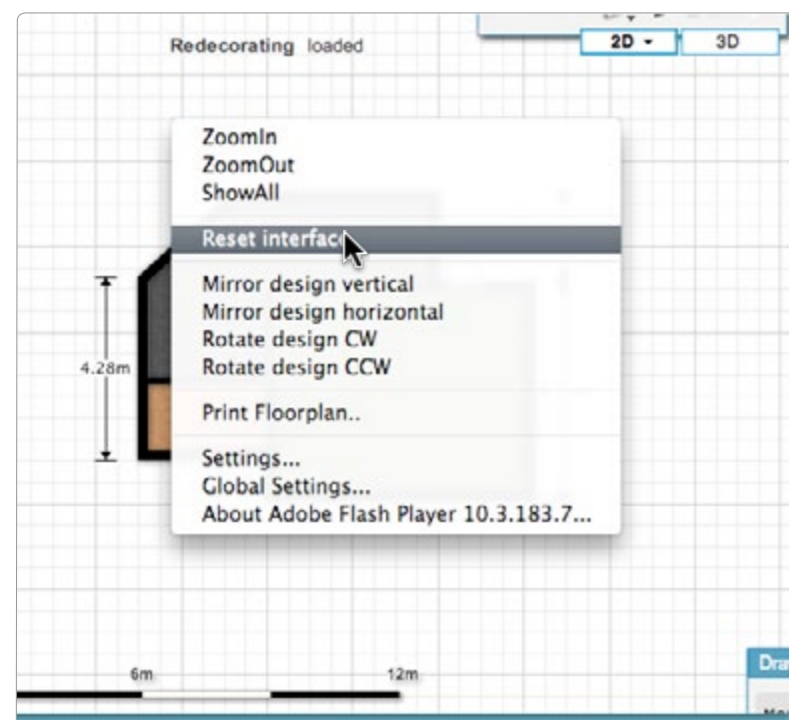 Redecorating loaded
2D
3D
ZoomIn
ZoomOut
ShowAll
Reset interface
Mirror design vertical
Mirror design horizontal
Rotate design CW
Rotate design CCW
4.28m
Print Floorplan..
Settings...
Global Settings...
About Adobe Flash Player 10.3.183.7...
6m
12m
Dra